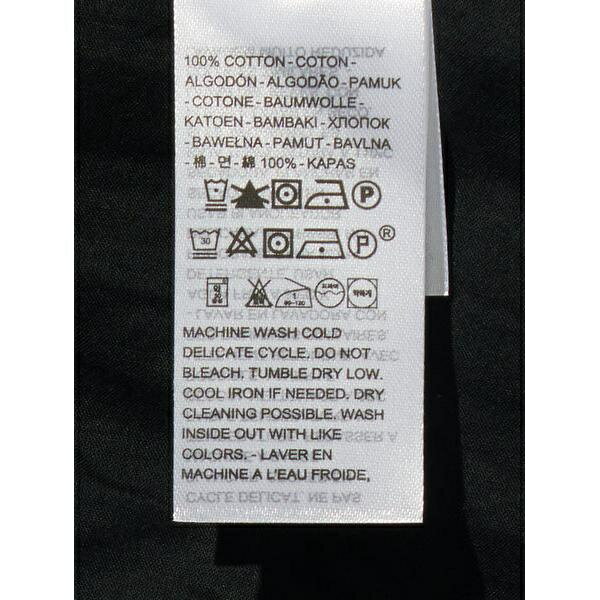 100% COTTON - COTON -
ALGODÓN - ALGODÃO - PAMUK
- COTONE - BAUMWOLLE -
KATOEN - BAMBAKI - ХЛОПОК
- BAWEŁNA - PAMUT - BAVLNA
- 棉 - 면 - 綿 100% - KAPAS
P
30 P ®
MACHINE WASH COLD
DELICATE CYCLE. DO NOT
BLEACH. TUMBLE DRY LOW.
COOL IRON IF NEEDED. DRY
CLEANING POSSIBLE. WASH
INSIDE OUT WITH LIKE
COLORS. - LAVER EN
MACHINE A L'EAU FROIDE,